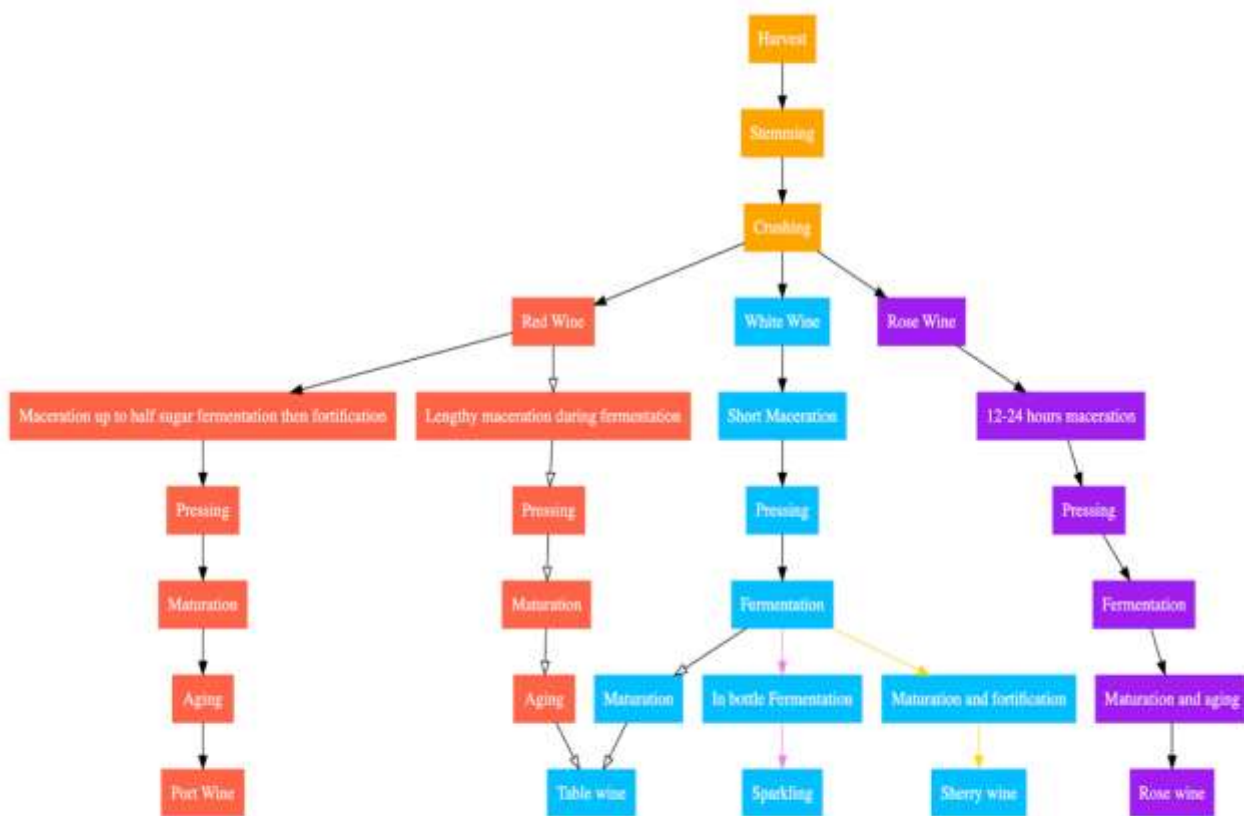 Harvest
Stemming
Crushing
Red Wine
White Wine
Rose Wine
Maceration up to half sugar fermentation then fortification
Lengthy maceration during fermentation
Short Maceration
12-24 hours maceration
Pressing
Pressing
Pressing
Pressing
Maturation
Maturation
Fermentation
Fermentation
Aging
Aging
Maturation
In bottle Fermentation
Maturation and fortification
Maturation and aging
Port Wine
Table wine
Sparkling
Sherry wine
Rose wine